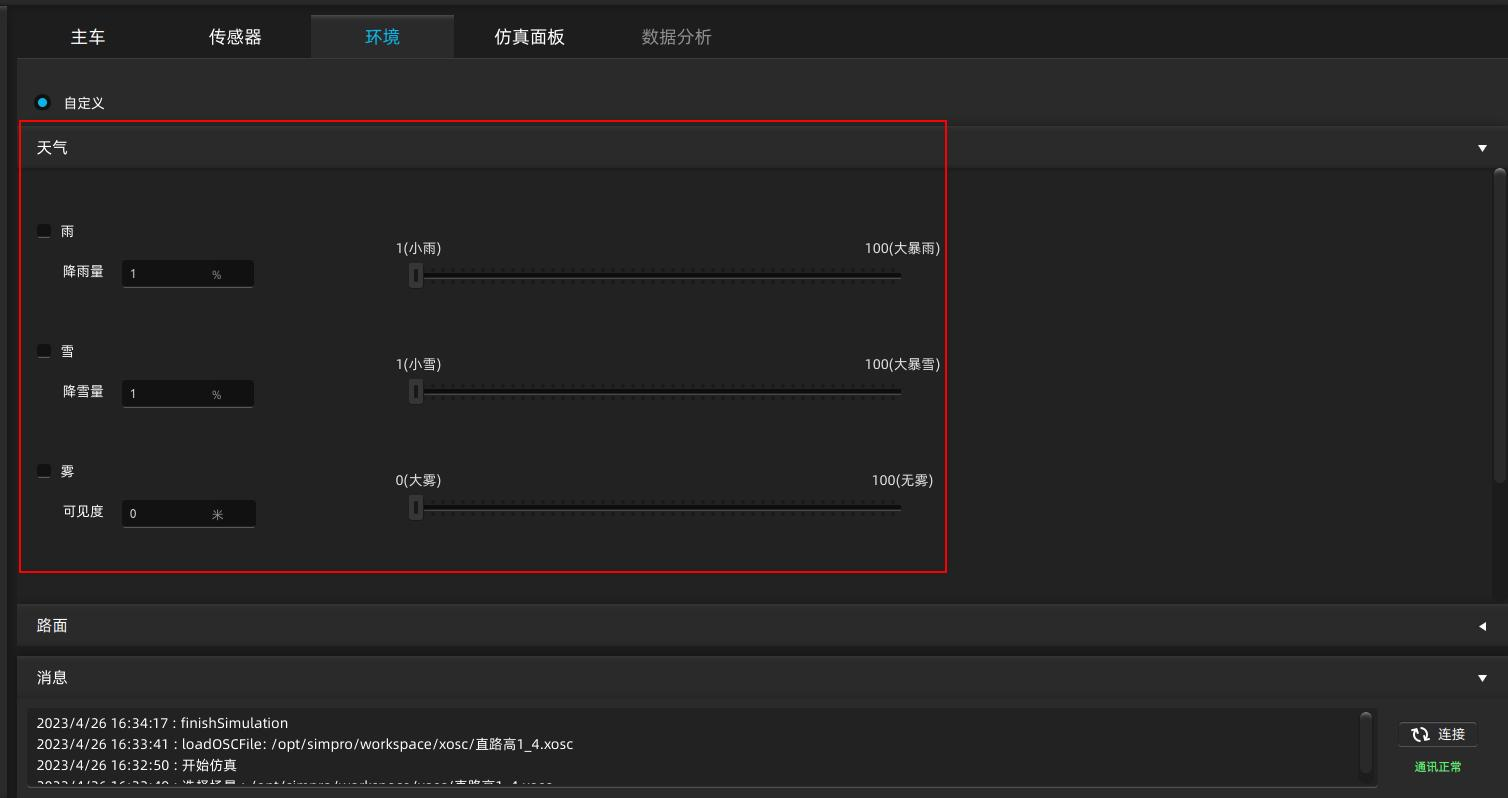 主车 传感器 环境 仿真面板 数据分析
自定义
天气
雨
1(小雨) 100(大暴雨)
降雨量 1 %
雪
1(小雪) 100(大暴雪)
降雪量 1 %
雾
0(大雾) 100(无雾)
可见度 0 米
路面
消息
2023/4/26 16:34:17 : finishSimulation
2023/4/26 16:33:41 : loadOSCFile: /opt/simpro/workspace/xosc/直路高1_4.xosc
连接
2023/4/26 16:32:50 : 开始仿真
通讯正常